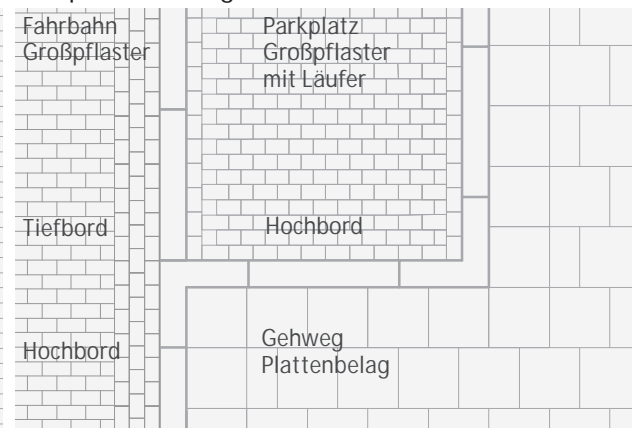 Fahrbahn
Großpflaster
Parkplatz
Großpflaster
mit Läufer
Tiefbord
Hochbord
Hochbord
Gehweg
Plattenbelag